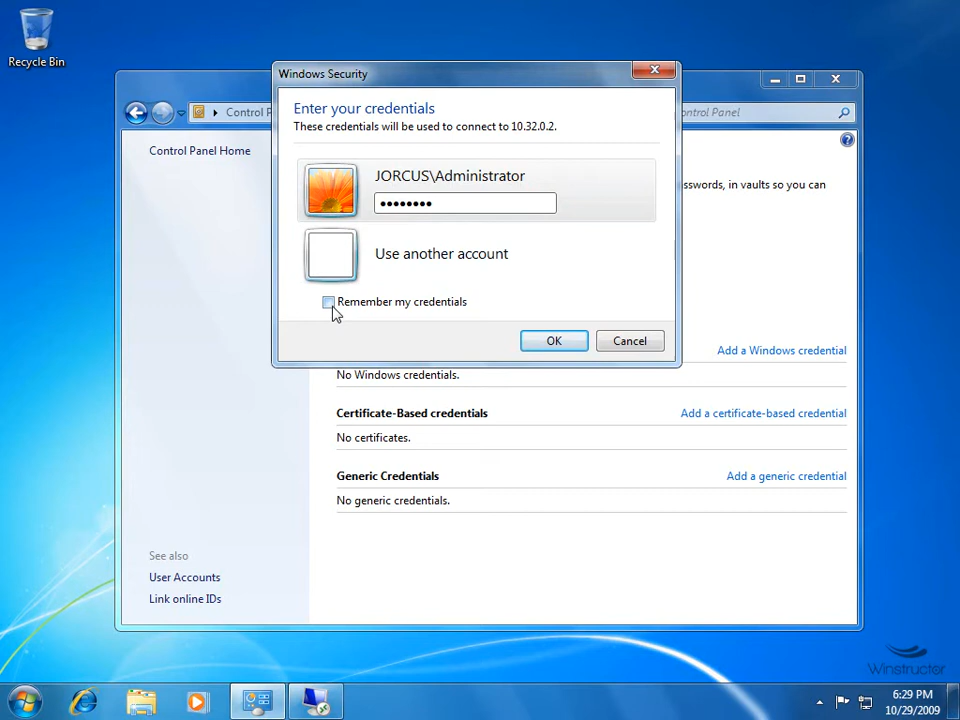 Recycle Bin
Windows Security
Enter your credentials
These credentials will be used to connect to 10.32.0.2.
JORCUS\Administrator
••••••••
Use another account
Remember my credentials
OK
Cancel
Control P
ontrol Panel
Control Panel Home
sswords, in vaults so you can
Add a Windows credential
No Windows credentials.
Certificate-Based credentials
Add a certificate-based credential
No certificates.
Generic Credentials
Add a generic credential
No generic credentials.
See also
User Accounts
Link online IDs
Winstructor
6:29 PM
10/29/2009